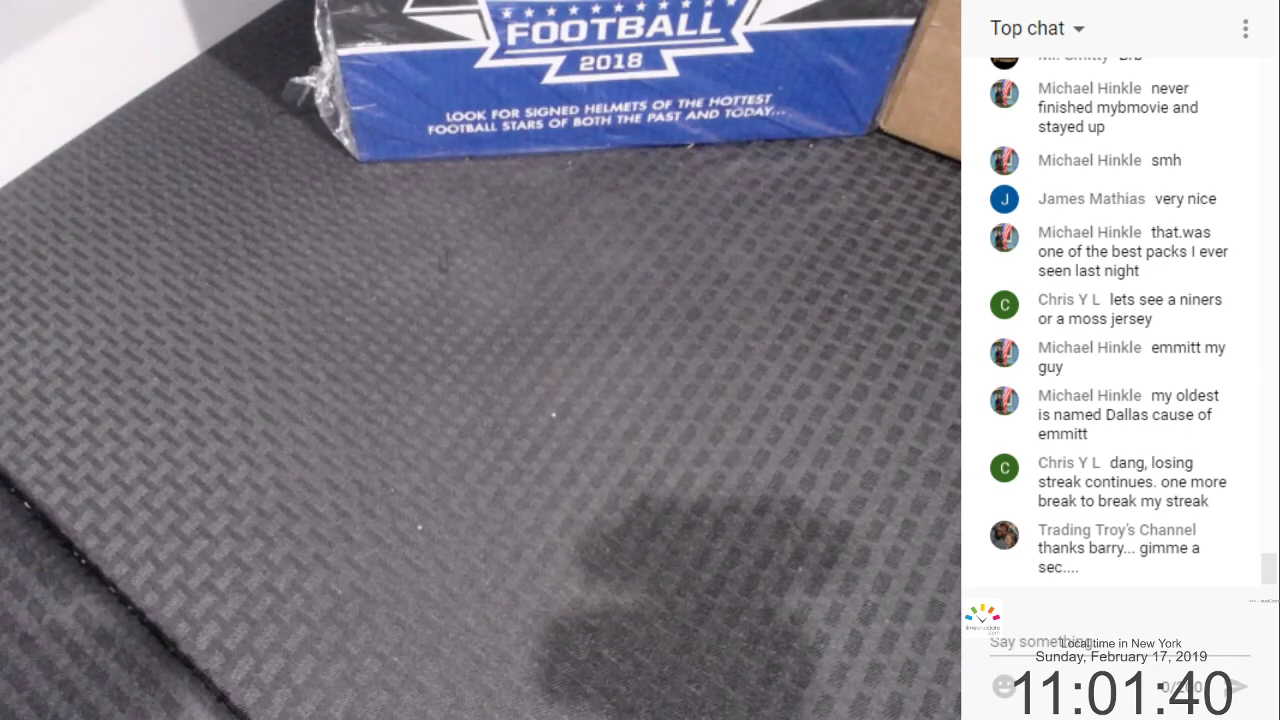 FOOTBALL
2018
LOOK FOR SIGNED HELMETS OF THE HOTTEST
FOOTBALL STARS OF BOTH THE PAST AND TODAY...
Top chat
Michael Hinkle never
finished mybmovie and
stayed up
Michael Hinkle smh
J James Mathias very nice
Michael Hinkle that.was
one of the best packs I ever
seen last night
C Chris Y L lets see a niners
or a moss jersey
Michael Hinkle emmitt my
guy
Michael Hinkle my oldest
is named Dallas cause of
emmitt
C Chris Y L dang, losing
streak continues. one more
break to break my streak
Trading Troy's Channel
thanks barry... gimme a
sec....
Say something...
Local time in New York
Sunday, February 17, 2019
11:01:40